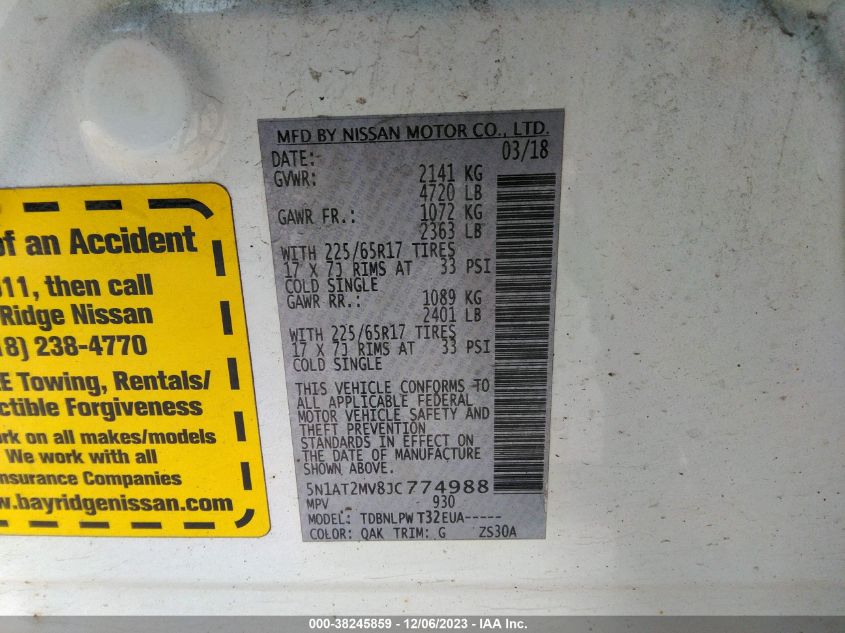 of an Accident
11, then call
Ridge Nissan
18) 238-4770
E Towing, Rentals/
ctible Forgiveness
ork on all makes/models
We work with all
nsurance Companies
w.bayridgenissan.com
MFD BY NISSAN MOTOR CO., LTD.
DATE: 03/18
GVWR: 2141 KG
4720 LB
GAWR FR.: 1072 KG
2363 LB
WITH 225/65R17 TIRES
17 X 7J RIMS AT 33 PSI
COLD SINGLE
GAWR RR.: 1089 KG
2401 LB
WITH 225/65R17 TIRES
17 X 7J RIMS AT 33 PSI
COLD SINGLE
THIS VEHICLE CONFORMS TO
ALL APPLICABLE FEDERAL
MOTOR VEHICLE SAFETY AND
THEFT PREVENTION
STANDARDS IN EFFECT ON
THE DATE OF MANUFACTURE
SHOWN ABOVE.
5N1AT2MV8JC774988
MPV 930
MODEL: TDBNLPW T32EUA-----
COLOR: QAK TRIM: G ZS30A
000-38245859 - 12/06/2023 - IAA Inc.